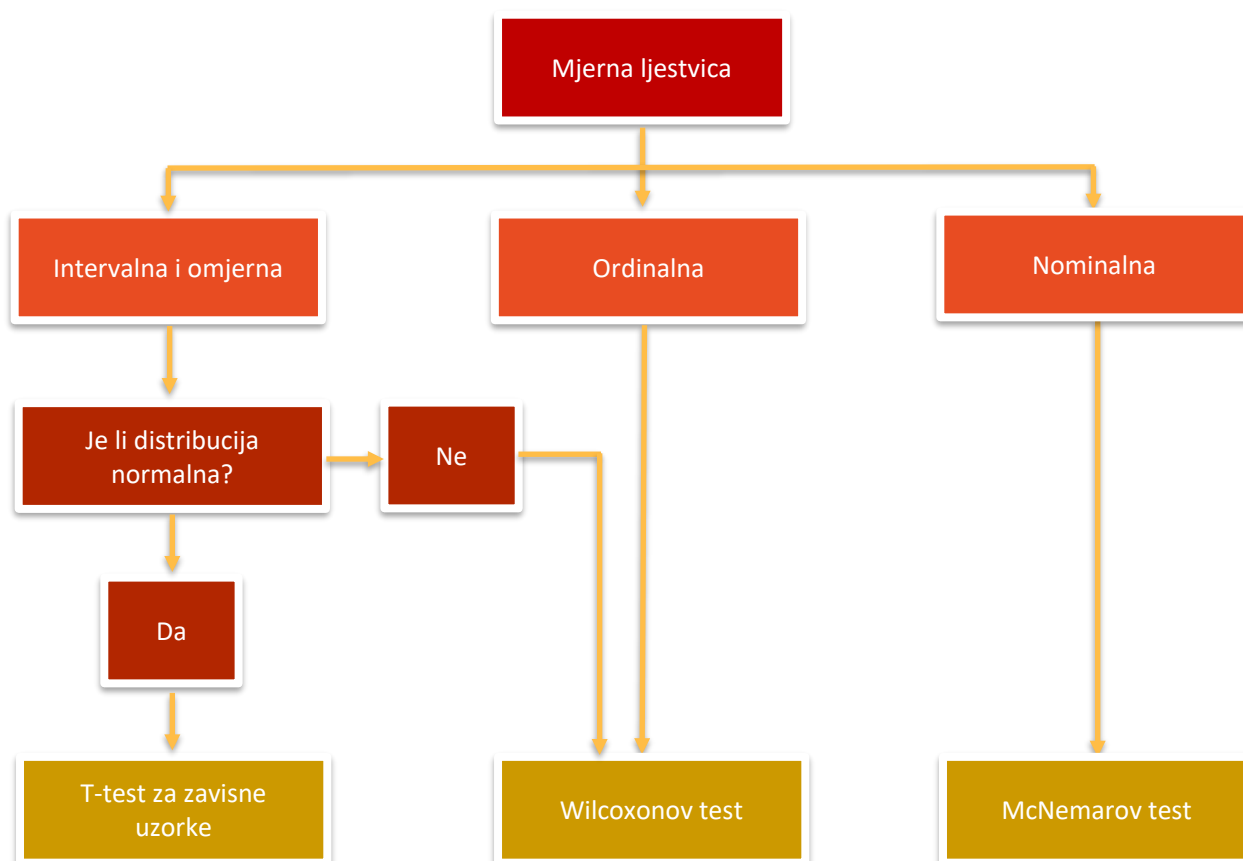 Mjerna ljestvica
Intervalna i omjerna
Ordinalna
Nominalna
Je li distribucija
normalna?
Ne
Da
T-test za zavisne
uzorke
Wilcoxonov test
McNemarov test